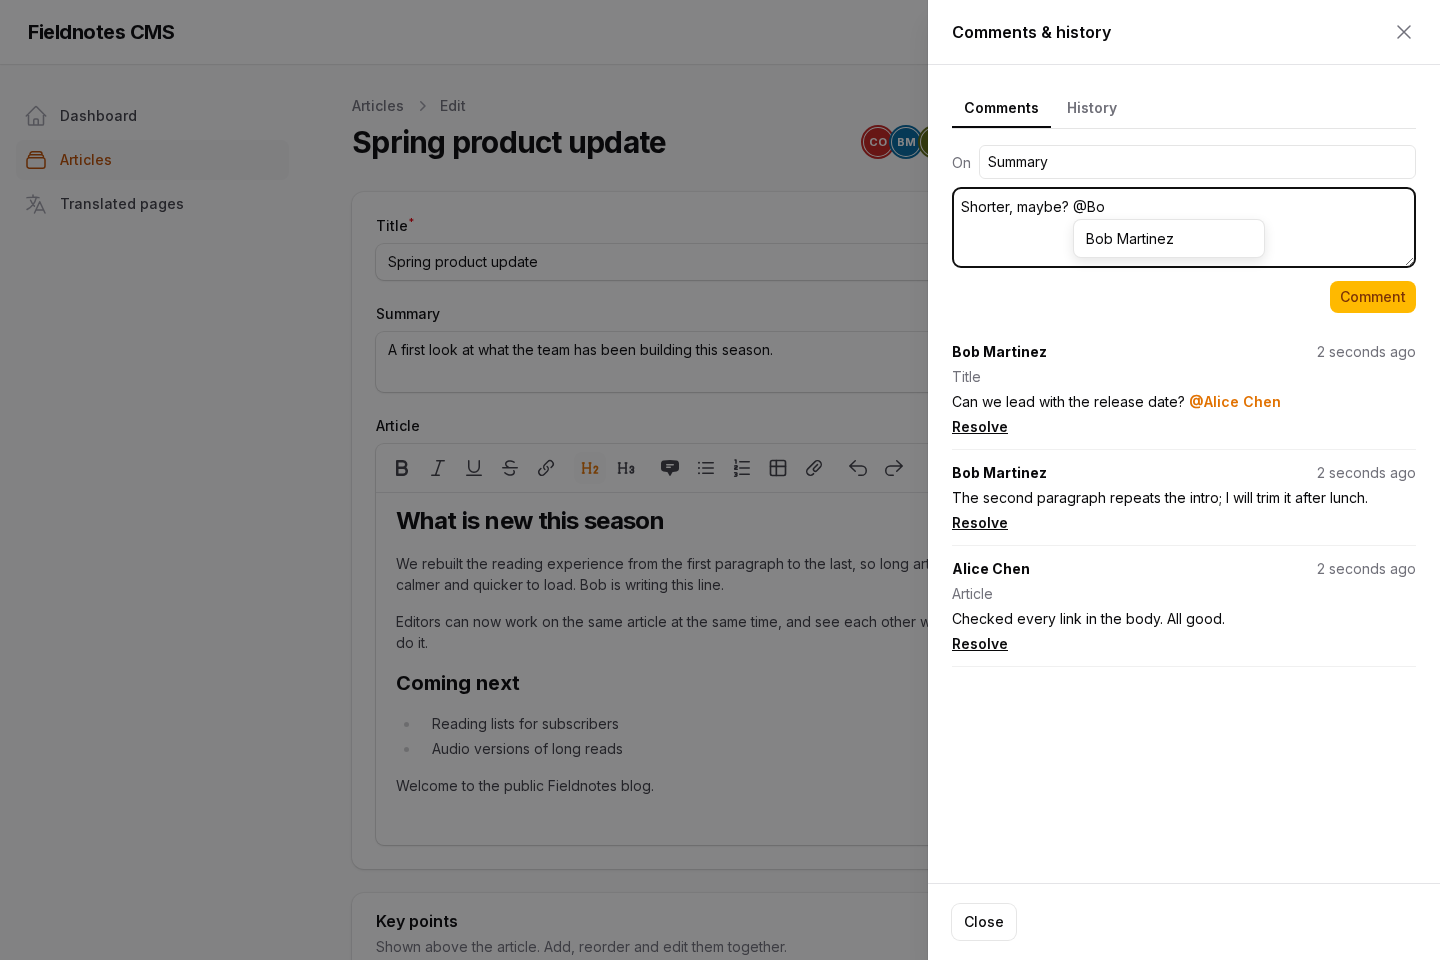 Fieldnotes CMS
Dashboard
Articles
Translated pages
Articles
Edit
Spring product update
CO
BM
Title*
Spring product update
Summary
A first look at what the team has been building this season.
Article
B
I
U
S
H2
H3
What is new this season
We rebuilt the reading experience from the first paragraph to the last, so long
calmer and quicker to load. Bob is writing this line.
Editors can now work on the same article at the same time, and see each other
do it.
Coming next
Reading lists for subscribers
Audio versions of long reads
Welcome to the public Fieldnotes blog.
Key points
Shown above the article. Add, reorder and edit them together.
Comments & history
Comments
History
On
Summary
Shorter, maybe? @Bo
Bob Martinez
Comment
Bob Martinez
2 seconds ago
Title
Can we lead with the release date? @Alice Chen
Resolve
Bob Martinez
2 seconds ago
The second paragraph repeats the intro; I will trim it after lunch.
Resolve
Alice Chen
2 seconds ago
Article
Checked every link in the body. All good.
Resolve
Close